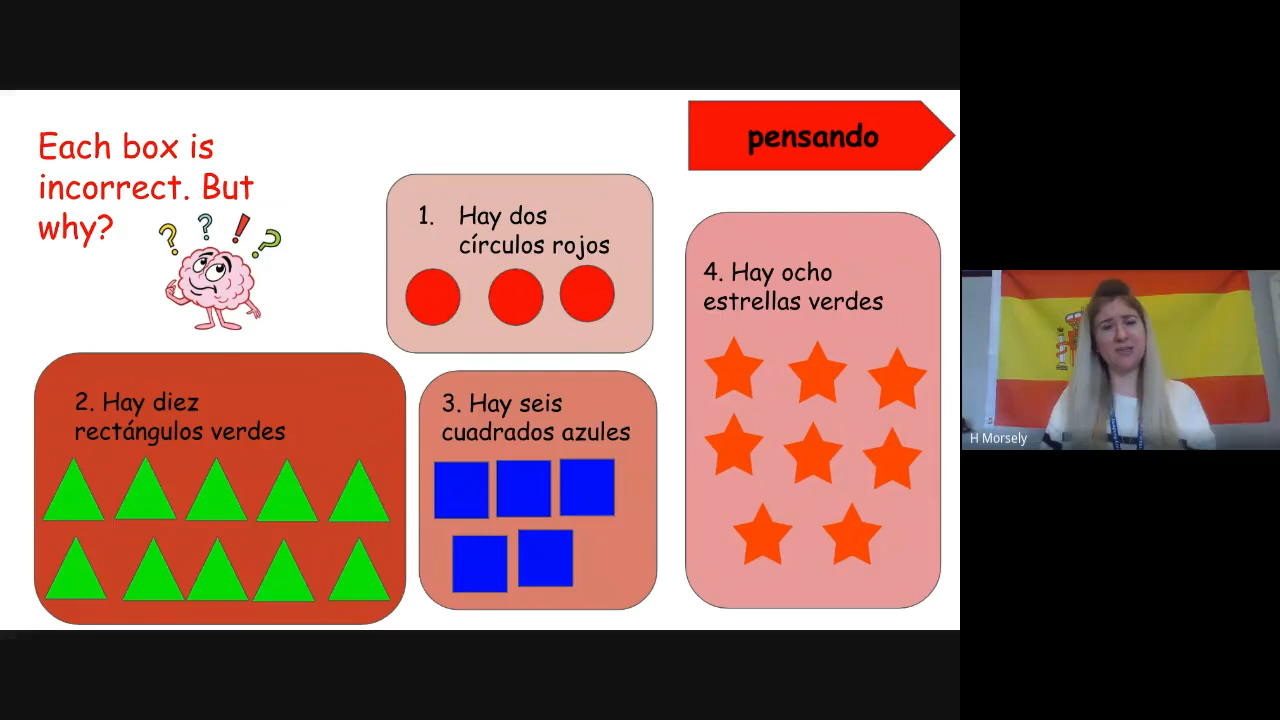 Each box is
incorrect. But
why?
pensando
1. Hay dos
círculos rojos
2. Hay diez
rectángulos verdes
3. Hay seis
cuadrados azules
4. Hay ocho
estrellas verdes
H Morsely